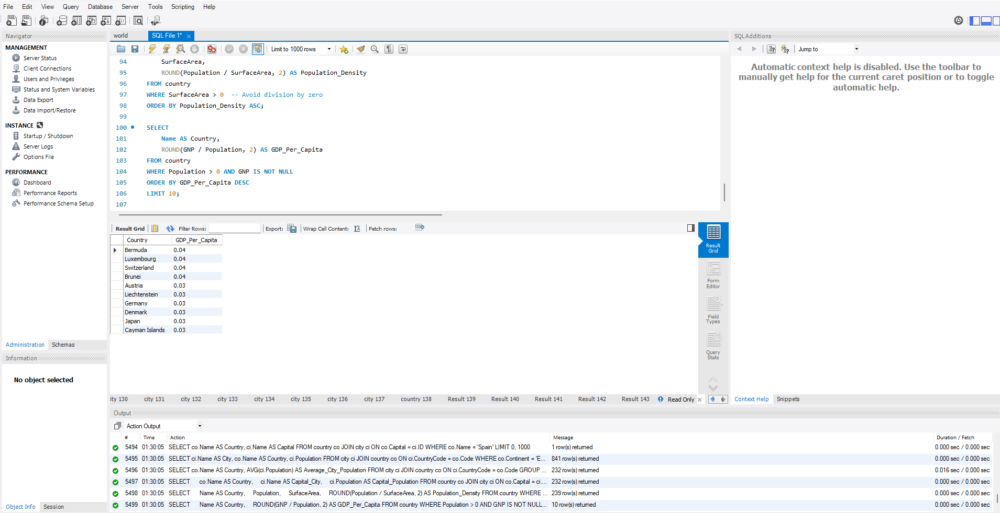 File Edit View Query Database Server Tools Scripting Help
Navigator
MANAGEMENT
Server Status
Client Connections
Users and Privileges
Status and System Variables
Data Export
Data Import/Restore
INSTANCE
Startup / Shutdown
Server Logs
Options File
PERFORMANCE
Dashboard
Performance Reports
Performance Schema Setup
Administration Schemas
Information
No object selected
Object Info Session
world SQL File 1*
Limit to 1000 rows
94 SurfaceArea,
95 ROUND(Population / SurfaceArea, 2) AS Population_Density
96 FROM country
97 WHERE SurfaceArea > 0 -- Avoid division by zero
98 ORDER BY Population_Density ASC;
99
100 SELECT
101 Name AS Country,
102 ROUND(GNP / Population, 2) AS GDP_Per_Capita
103 FROM country
104 WHERE Population > 0 AND GNP IS NOT NULL
105 ORDER BY GDP_Per_Capita DESC
106 LIMIT 10;
107
Result Grid Filter Rows: Export: Wrap Cell Content: Fetch rows:
Country GDP_Per_Capita
Bermuda 0.04
Luxembourg 0.04
Switzerland 0.04
Brunei 0.04
Austria 0.03
Liechtenstein 0.03
Germany 0.03
Denmark 0.03
Japan 0.03
Cayman Islands 0.03
Result
Grid
Form
Editor
Field
Types
Query
Stats
ity 130 city 131 city 132 city 133 city 134 city 135 city 136 city 137 country 138 Result 139 Result 140 Result 141 Result 142 Result 143 Read Only
SQLAdditions
Jump to
Automatic context help is disabled. Use the toolbar to
manually get help for the current caret position or to toggle
automatic help.
Context Help Snippets
Output
Action Output
# Time Action Message Duration / Fetch
5494 01:30:05 SELECT co.Name AS Country, ci.Name AS Capital FROM country co JOIN city ci ON co.Capital = ci.ID WHERE co.Name = 'Spain' LIMIT 0, 1000 1 row(s) returned 0.000 sec / 0.000 sec
5495 01:30:05 SELECT ci.Name AS City, co.Name AS Country, ci.Population FROM city ci JOIN country co ON ci.CountryCode = co.Code WHERE co.Continent = 'E... 841 row(s) returned 0.000 sec / 0.000 sec
5496 01:30:05 SELECT co.Name AS Country, AVG(ci.Population) AS Average_City_Population FROM city ci JOIN country co ON ci.CountryCode = co.Code GROUP ... 232 row(s) returned 0.016 sec / 0.000 sec
5497 01:30:05 SELECT co.Name AS Country, ci.Name AS Capital_City, ci.Population AS Capital_Population FROM country co JOIN city ci ON co.Capital = ci.... 232 row(s) returned 0.000 sec / 0.000 sec
5498 01:30:05 SELECT Name AS Country, Population, SurfaceArea, ROUND(Population / SurfaceArea, 2) AS Population_Density FROM country WHERE ... 239 row(s) returned 0.000 sec / 0.000 sec
5499 01:30:05 SELECT Name AS Country, ROUND(GNP / Population, 2) AS GDP_Per_Capita FROM country WHERE Population > 0 AND GNP IS NOT NULL... 10 row(s) returned 0.000 sec / 0.000 sec